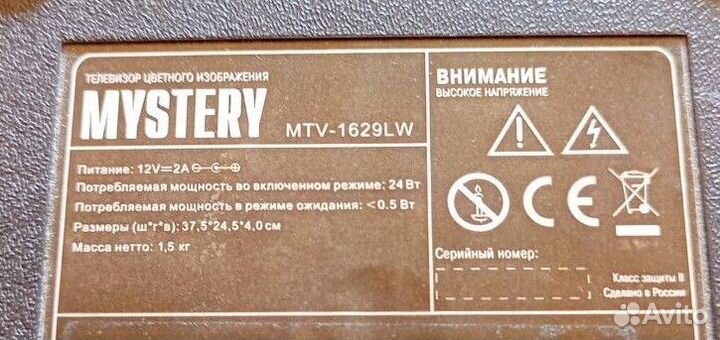 ТЕЛЕВИЗОР ЦВЕТНОГО ИЗОБРАЖЕНИЯ
MYSTERY
MTV-1629LW
Питание: 12V=2A
Потребляемая мощность во включенном режиме: 24 Вт
Потребляемая мощность в режиме ожидания: <0.5 Вт
Размеры (ш*г*в): 37,5*24,5*4,0 см
Масса нетто: 1,5 кг
ВНИМАНИЕ
ВЫСОКОЕ НАПРЯЖЕНИЕ
CE
Серийный номер:
Класс защиты II
Сделано в России
Avito